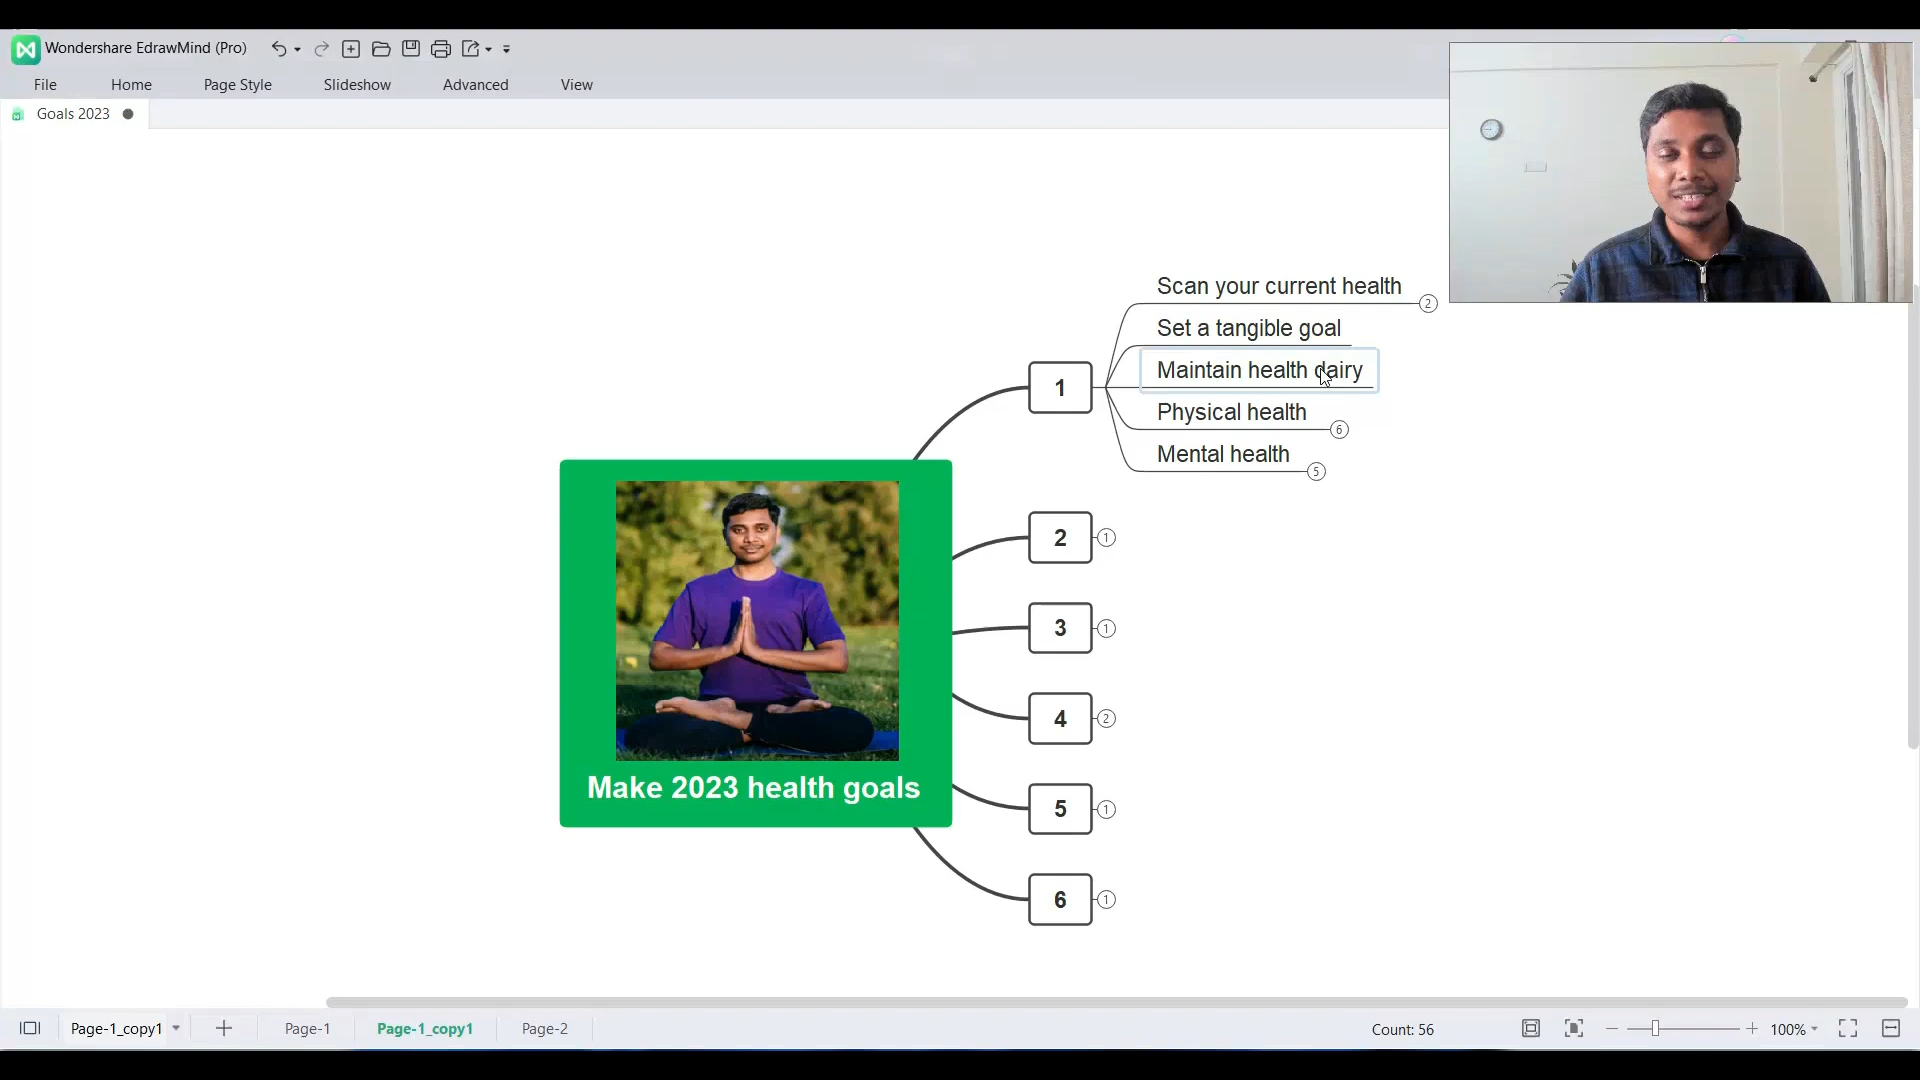 Wondershare EdrawMind (Pro)
File Home Page Style Slideshow Advanced View
Goals 2023
Scan your current health 2
Set a tangible goal
Maintain health dairy
Physical health 6
Mental health 5
1
2 1
3 1
4 2
5 1
6 1
Make 2023 health goals
Page-1_copy1 Page-1 Page-1_copy1 Page-2 Count: 56 100%